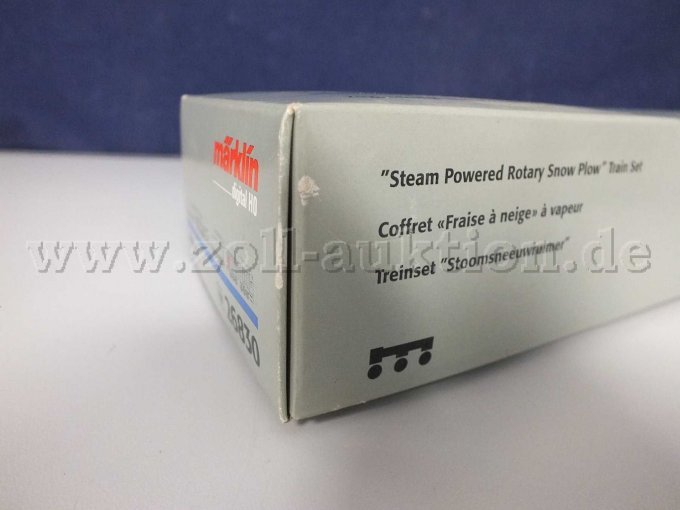 märklin
digital H0
26830
"Steam Powered Rotary Snow Plow" Train Set
Coffret «Fraise à neige» à vapeur
Treinset "Stoomsneeuwruimer"
www.zoll-auktion.de